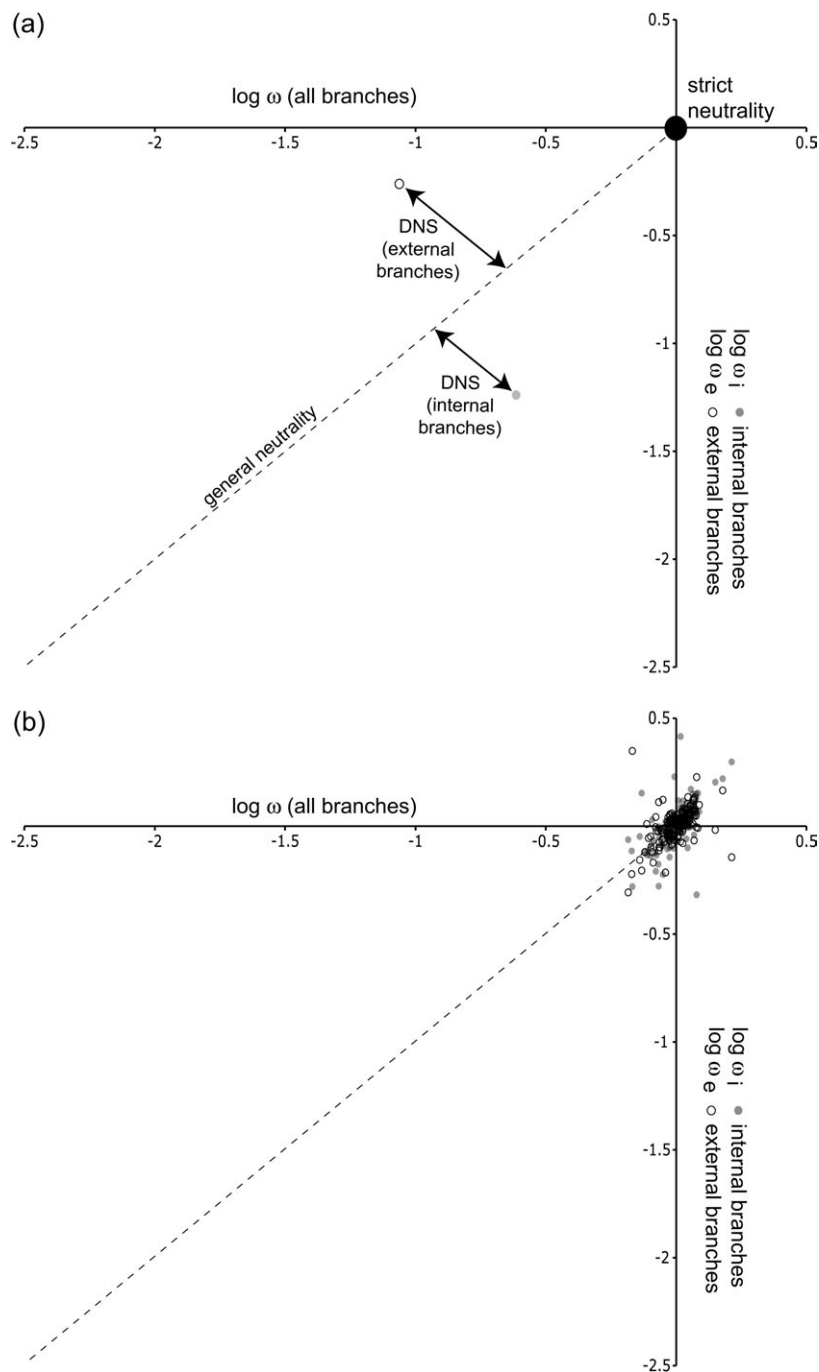 (a)
0.5
log ω (all branches)
strict
neutrality
-2.5
-2
-1.5
-1
-0.5
0.5
DNS
(external
branches)
-0.5
-1
DNS
(internal
branches)
general neutrality
log ω i ● internal branches
log ω e ○ external branches
-1.5
-2
-2.5
(b)
0.5
log ω (all branches)
-2.5
-2
-1.5
-1
-0.5
0.5
-0.5
-1
log ω i ● internal branches
log ω e ○ external branches
-1.5
-2
-2.5